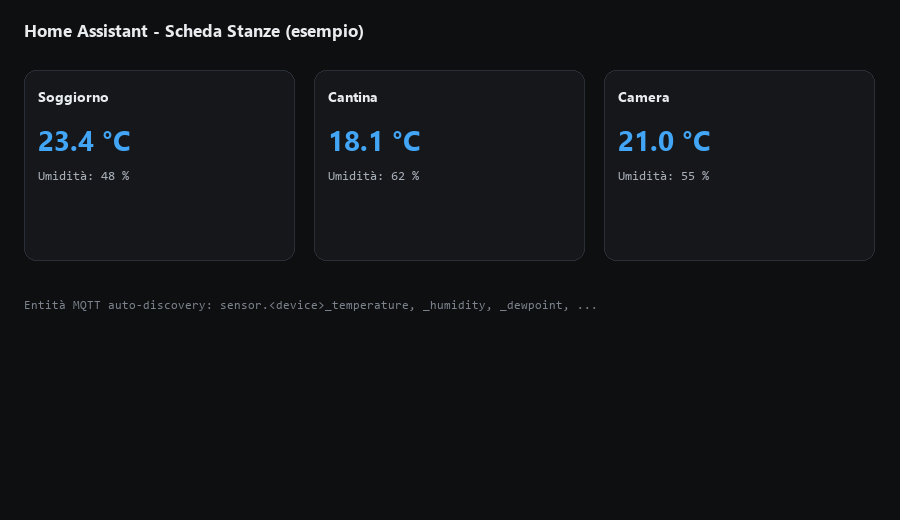 Home Assistant - Scheda Stanze (esempio)
Soggiorno
23.4 °C
Umidità: 48 %
Cantina
18.1 °C
Umidità: 62 %
Camera
21.0 °C
Umidità: 55 %
Entità MQTT auto-discovery: sensor.<device>_temperature, _humidity, _dewpoint, ...